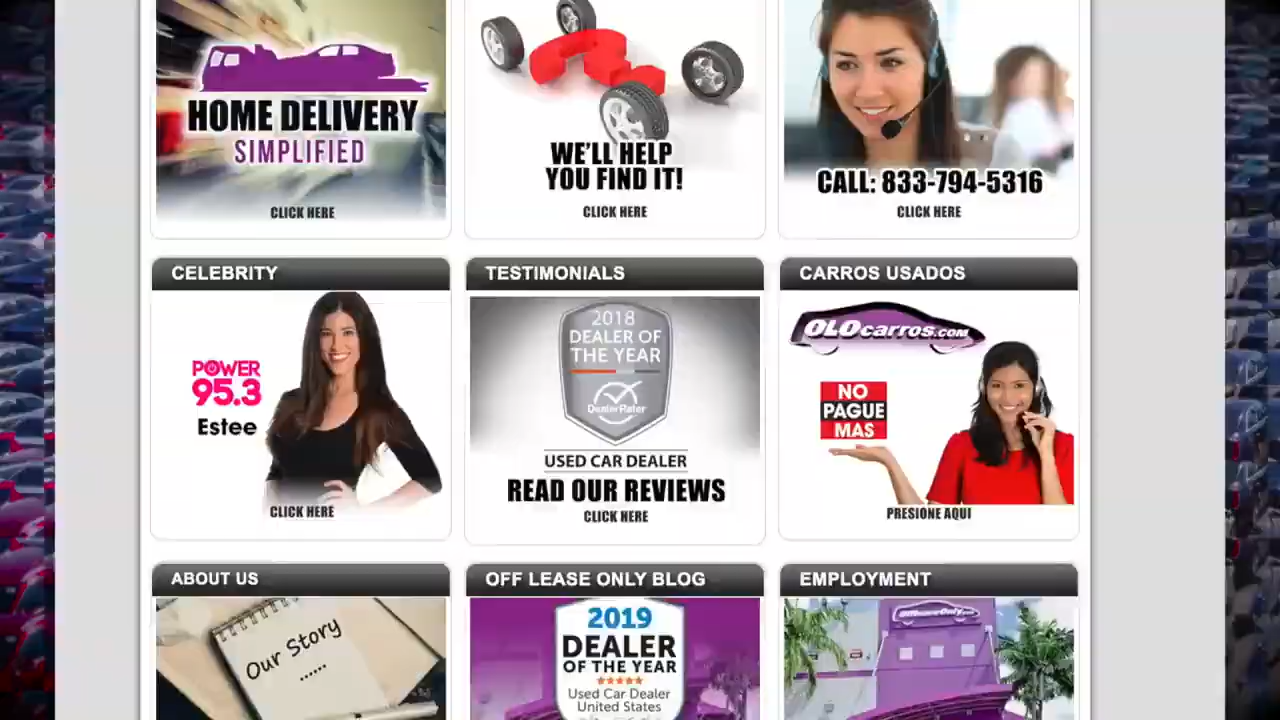 HOME DELIVERY
SIMPLIFIED
CLICK HERE
WE'LL HELP
YOU FIND IT!
CLICK HERE
CALL: 833-794-5316
CLICK HERE
CELEBRITY
POWER
95.3
Estee
CLICK HERE
TESTIMONIALS
2018
DEALER OF
THE YEAR
DealerRater
USED CAR DEALER
READ OUR REVIEWS
CLICK HERE
CARROS USADOS
OLOcarros.COM
NO
PAGUE
MAS
PRESIONE AQUI
ABOUT US
Our Story
......
OFF LEASE ONLY BLOG
2019
DEALER
OF THE YEAR
Used Car Dealer
United States
EMPLOYMENT